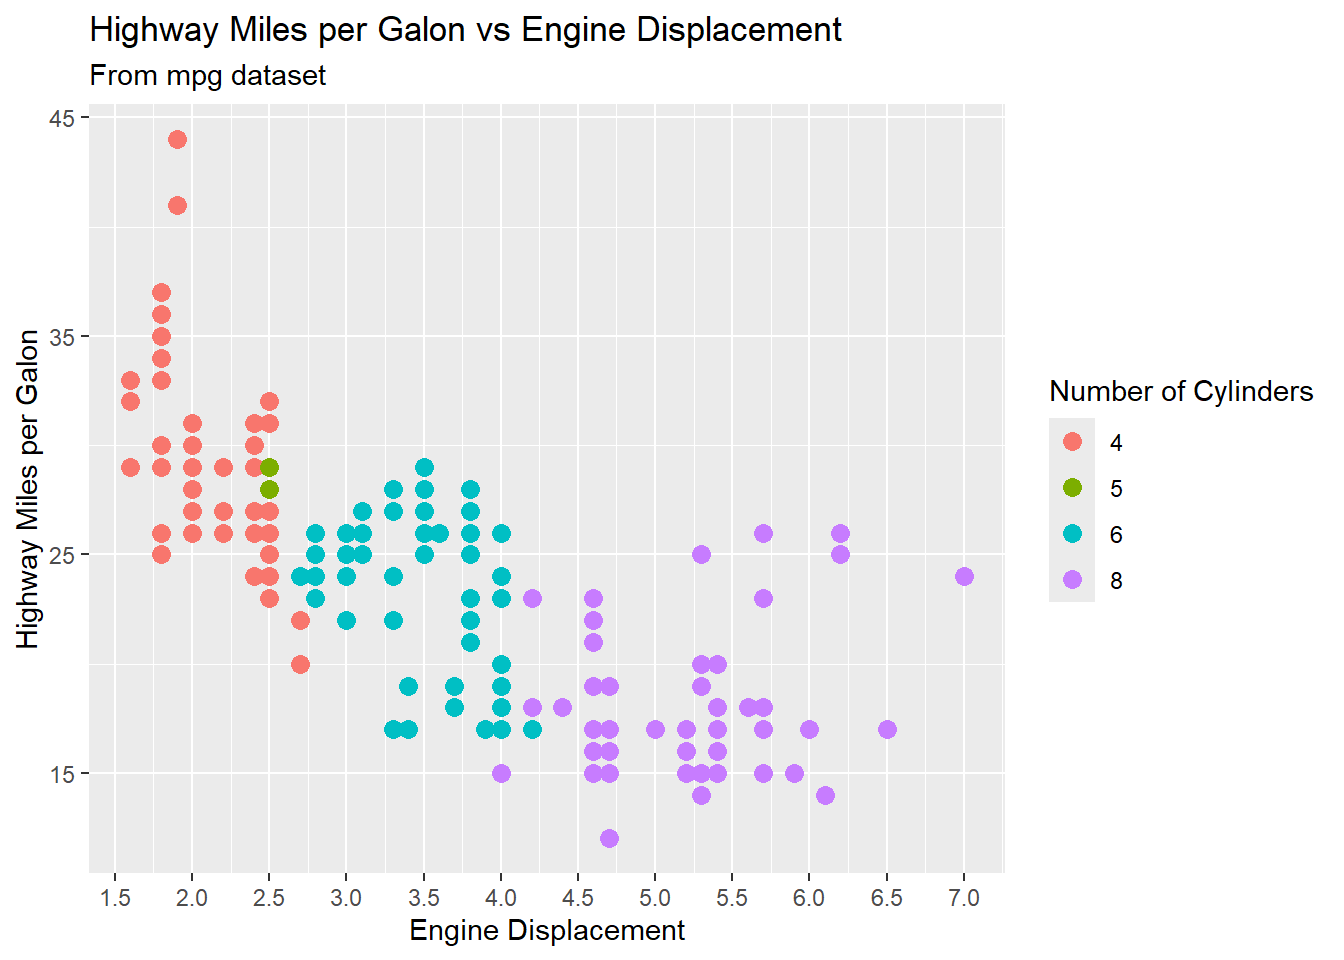 Highway Miles per Galon vs Engine Displacement
From mpg dataset
45
35
25
15
Highway Miles per Galon
1.5 2.0 2.5 3.0 3.5 4.0 4.5 5.0 5.5 6.0 6.5 7.0
Engine Displacement
Number of Cylinders
4
5
6
8